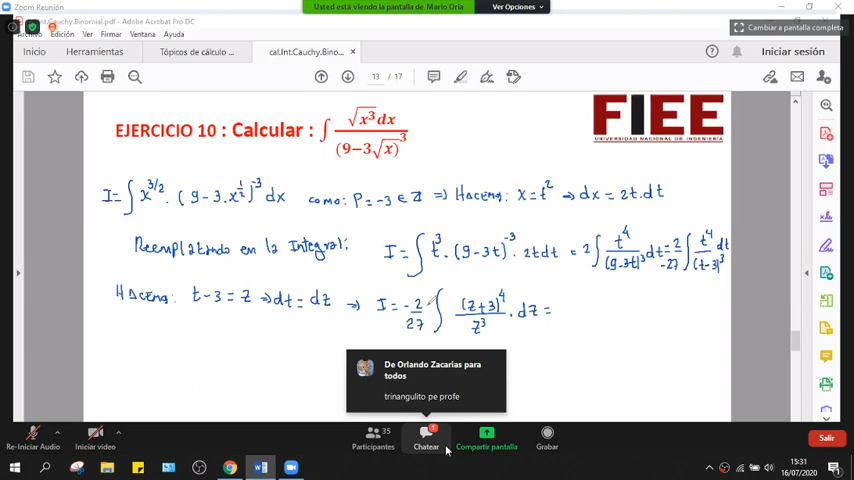 Zoom Reunión
Usted está viendo la pantalla de Mario Oria
Ver Opciones
.Int.Cauchy.Binomial.pdf - Adobe Acrobat Pro DC
Cambiar a pantalla completa
Archivo Edición Ver Firmar Ventana Ayuda
Inicio Herramientas Tópicos de cálculo ... cal.Int.Cauchy.Bino... × Iniciar sesión
13 / 17
EJERCICIO 10 : Calcular : ∫ √x³dx / (9−3√x)³
FIEE
UNIVERSIDAD NACIONAL DE INGENIERÍA
I = ∫ x^{3/2} . (9-3.x^{1/2})^{-3} dx como: P=-3 ∈ Z ⇒ Hacemos: x=t² ⇒ dx = 2t.dt
Reemplazando en la Integral: I = ∫ t³ . (9-3t)^{-3} . 2t dt = 2 ∫ t⁴/(9-3t)³ dt = 2/-27 ∫ t⁴ dt/(t-3)³
Hacemos: t-3 = z ⇒ dt = dz ⇒ I = -2/27 ∫ (z+3)⁴/z³ . dz =
De Orlando Zacarias para
todos
trinangulito pe profe
35
1
Re-Iniciar Audio Iniciar video Participantes Chatear Compartir pantalla Grabar Salir
15:31
16/07/2020